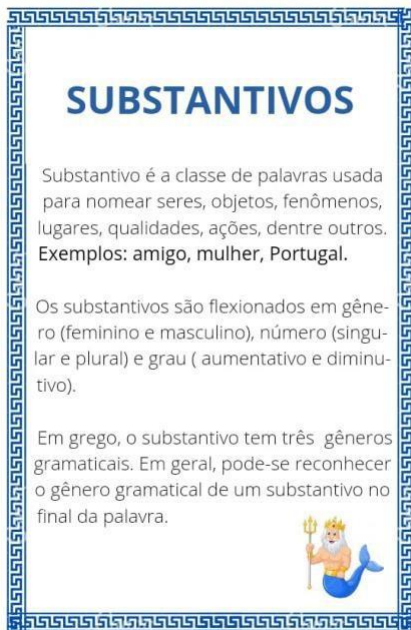 SUBSTANTIVOS
Substantivo é a classe de palavras usada
para nomear seres, objetos, fenômenos,
lugares, qualidades, ações, dentre outros.
Exemplos: amigo, mulher, Portugal.
Os substantivos são flexionados em gêne-
ro (feminino e masculino), número (singu-
lar e plural) e grau ( aumentativo e diminu-
tivo).
Em grego, o substantivo tem três gêneros
gramaticais. Em geral, pode-se reconhecer
o gênero gramatical de um substantivo no
final da palavra.